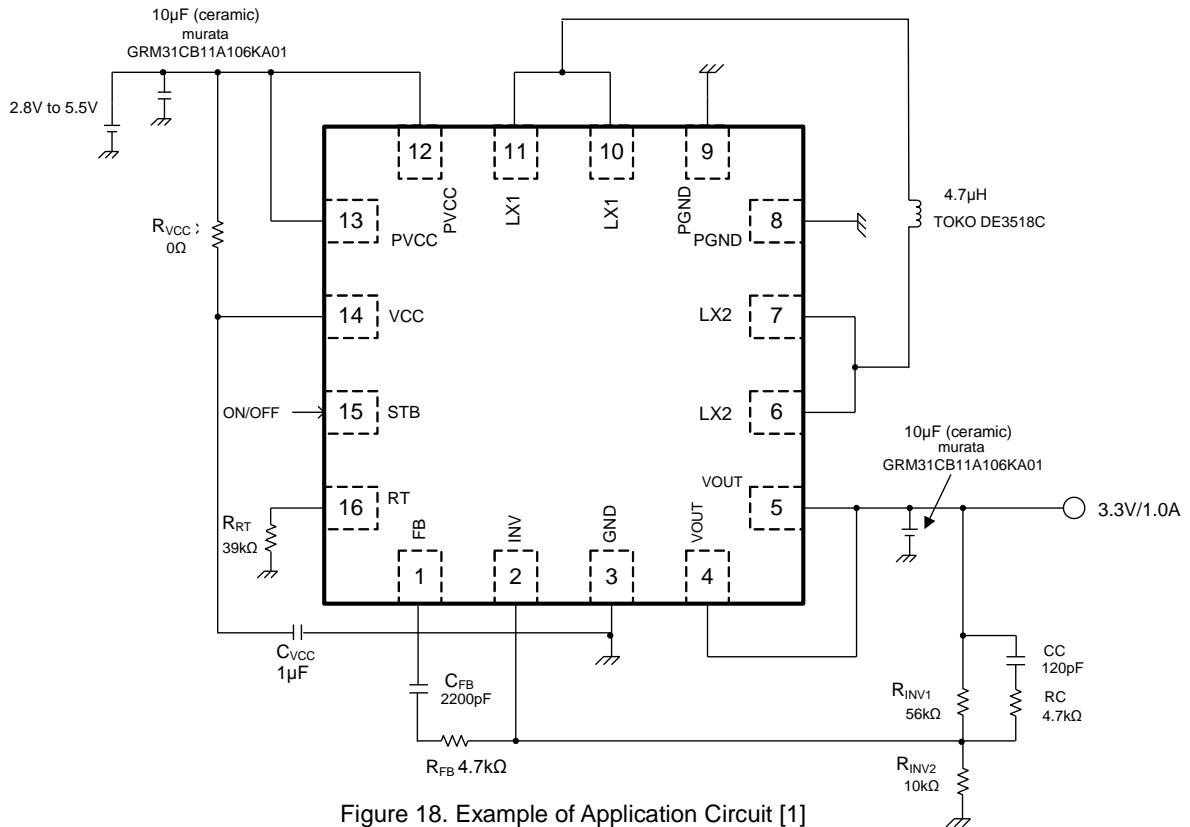 10µF (ceramic)
murata
GRM31CB11A106KA01
2.8V to 5.5V
12
11
10
9
PVCC
LX1
LX1
PGND
4.7µH
TOKO DE3518C
RVCC
0Ω
13
PVCC
8
PGND
14
VCC
LX2
7
ON/OFF
15
STB
LX2
6
10µF (ceramic)
murata
GRM31CB11A106KA01
16
RT
VOUT
5
3.3V/1.0A
RRT
39kΩ
FB
INV
GND
VOUT
1
2
3
4
CVCC
1µF
CFB
2200pF
CC
120pF
RINV1
56kΩ
RC
4.7kΩ
RFB 4.7kΩ
RINV2
10kΩ
Figure 18. Example of Application Circuit [1]